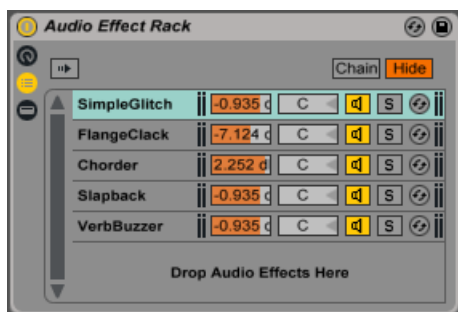 Audio Effect Rack
Chain Hide
SimpleGlitch -0.935 d C S
FlangeClack -7.124 d C S
Chorder 2.252 d C S
Slapback -0.935 d C S
VerbBuzzer -0.935 d C S
Drop Audio Effects Here